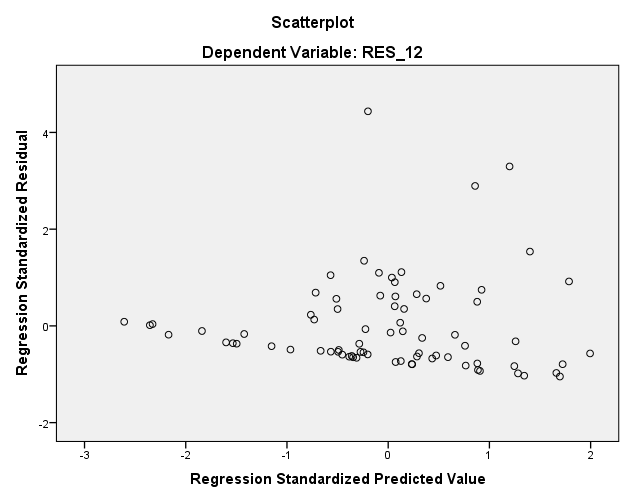 Scatterplot
Dependent Variable: RES_12
Regression Standardized Residual
4
2
0
-2
-3
-2
-1
0
1
2
Regression Standardized Predicted Value